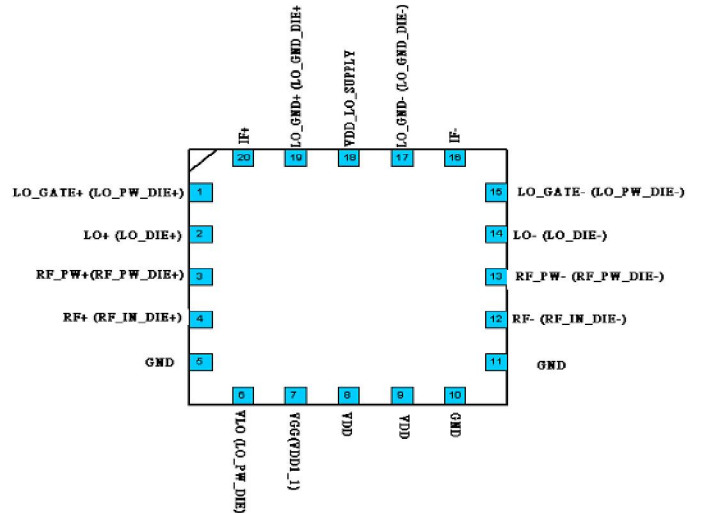 LO_GND+ (LO_GND_DIE+
LO_GND- (LO_GND_DIE-)
VDD_LO_SUPPLY
IF+
IF-
20
19
18
17
16
LO_GATE+ (LO_PW_DIE+)
1
15
LO_GATE- (LO_PW_DIE-)
LO+ (LO_DIE+)
2
14
LO- (LO_DIE-)
RF_PW+(RF_PW_DIE+)
3
13
RF_PW- (RF_PW_DIE-)
RF+ (RF_IN_DIE+)
4
12
RF- (RF_IN_DIE-)
GND
5
11
GND
6
7
8
9
10
VLO (LO_PW_DIE)
VGG(VDD1_1)
VDD
VDD
GND